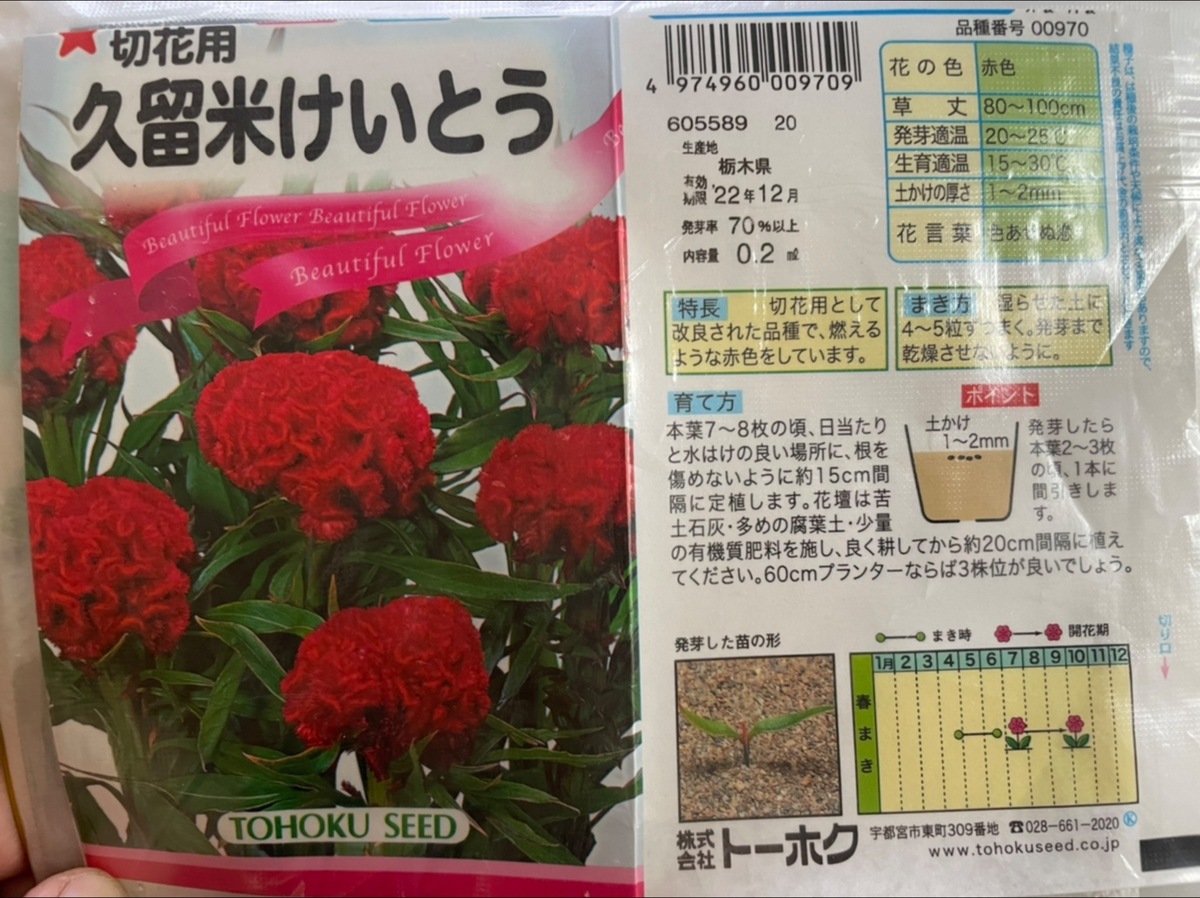 切花用
久留米けいとう
Beautiful Flower Beautiful Flower
Beautiful Flower
TOHOKU SEED
品種番号 00970
4 974960 009709
605589 20
生産地
栃木県
有効期限 '22年12月
発芽率 70%以上
内容量 0.2 ㎖
花の色 赤色
草丈 80〜100cm
発芽適温 20〜25℃
生育適温 15〜30℃
土かけの厚さ 1〜2mm
花言葉 色あせぬ恋
特長 切花用として
改良された品種で、燃える
ような赤色をしています。
まき方 湿らせた土に
4〜5粒ずつまく。発芽まで
乾燥させないように。
育て方
本葉7〜8枚の頃、日当たり
と水はけの良い場所に、根を
傷めないように約15cm間
隔に定植します。花壇は苦
土石灰・多めの腐葉土・少量
の有機質肥料を施し、良く耕してから約20cm間隔に植え
てください。60cmプランターならば3株位が良いでしょう。
ポイント
土かけ
1〜2mm
発芽したら
本葉2〜3枚
の頃、1本に
間引きしま
す。
発芽した苗の形
まき時 開花期
1月 2 3 4 5 6 7 8 9 10 11 12
春まき
切り口
株式会社 トーホク
宇都宮市東町309番地 ☎028-661-2020 Ⓚ
www.tohokuseed.co.jp